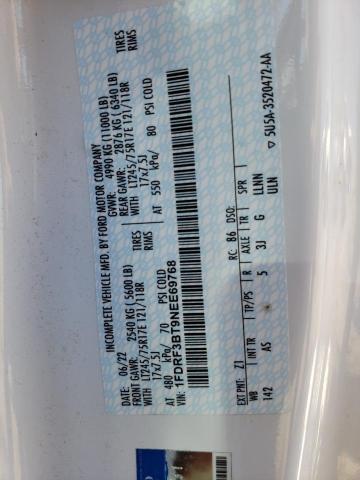 INCOMPLETE VEHICLE MFD. BY FORD MOTOR COMPANY
DATE: 06/22 GVWR: 4990 KG (11000 LB)
FRONT GAWR: 2540 KG (5600 LB) REAR GAWR: 2876 KG (6340 LB)
WITH LT245/75R17E 121/118R TIRES WITH LT245/75R17E 121/118R TIRES
17x7.5J RIMS 17x7.5J RIMS
AT 480 kPa/ 70 PSI COLD AT 550 kPa/ 80 PSI COLD
VIN: 1FDRF3BT9NEE69768
EXT PNT: Z1 RC: 86 DSO:
WB INT TR TP/PS R AXLE TR SPR
142 AS 5 3J G LLNN
ULN
▽ 5U5A-3520472-AA